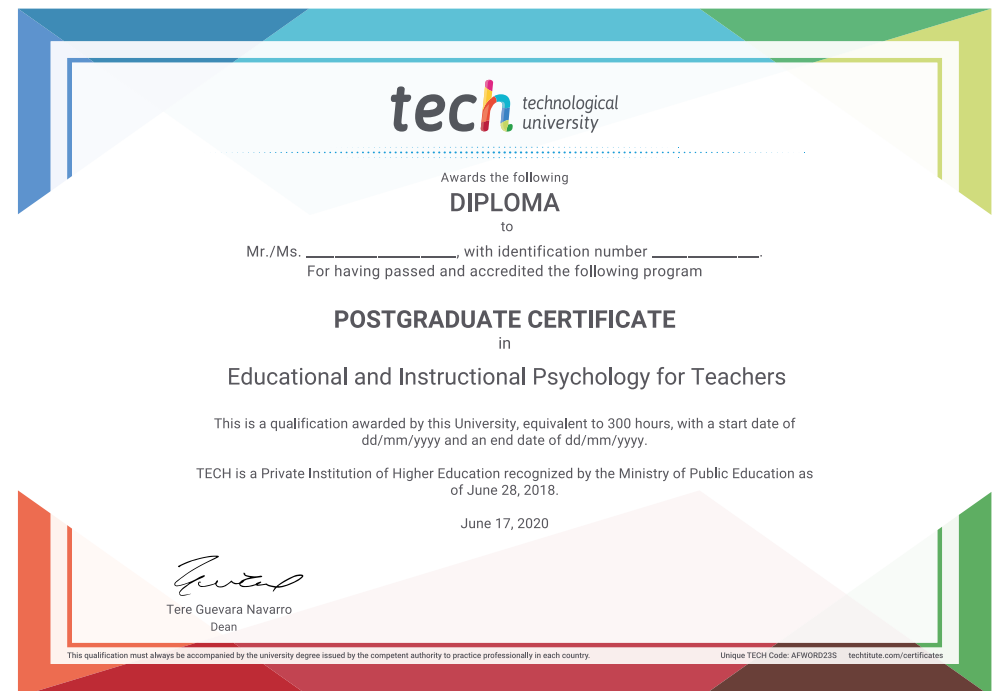 tech technological
university
Awards the following
DIPLOMA
to
Mr./Ms. ____________________, with identification number ______________.
For having passed and accredited the following program
POSTGRADUATE CERTIFICATE
in
Educational and Instructional Psychology for Teachers
This is a qualification awarded by this University, equivalent to 300 hours, with a start date of
dd/mm/yyyy and an end date of dd/mm/yyyy.
TECH is a Private Institution of Higher Education recognized by the Ministry of Public Education as
of June 28, 2018.
June 17, 2020
Tere Guevara Navarro
Dean
This qualification must always be accompanied by the university degree issued by the competent authority to practice professionally in each country. Unique TECH Code: AFWORD23S techtitute.com/certificates